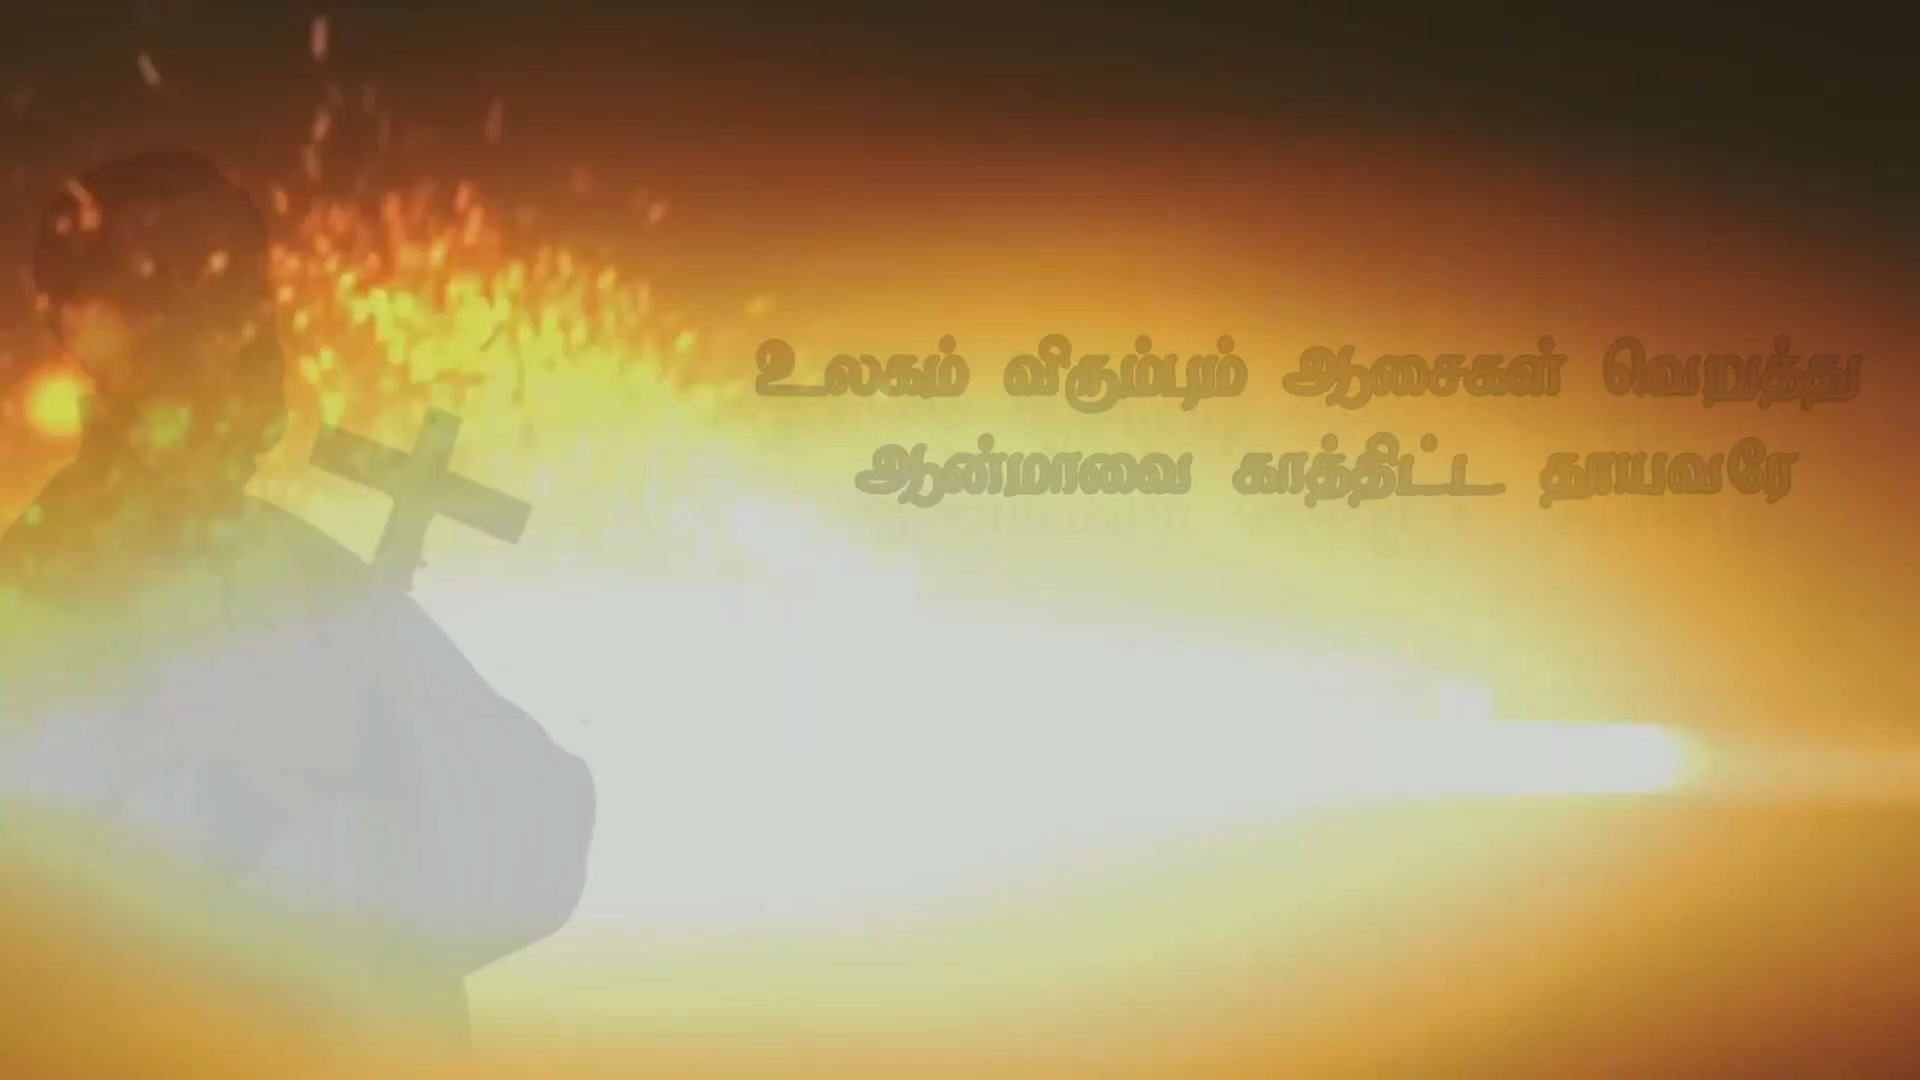 உலகம் விரும்பும் ஆசைகள் வெறுத்து
ஆன்மாவை காத்திட்ட தூயவரே